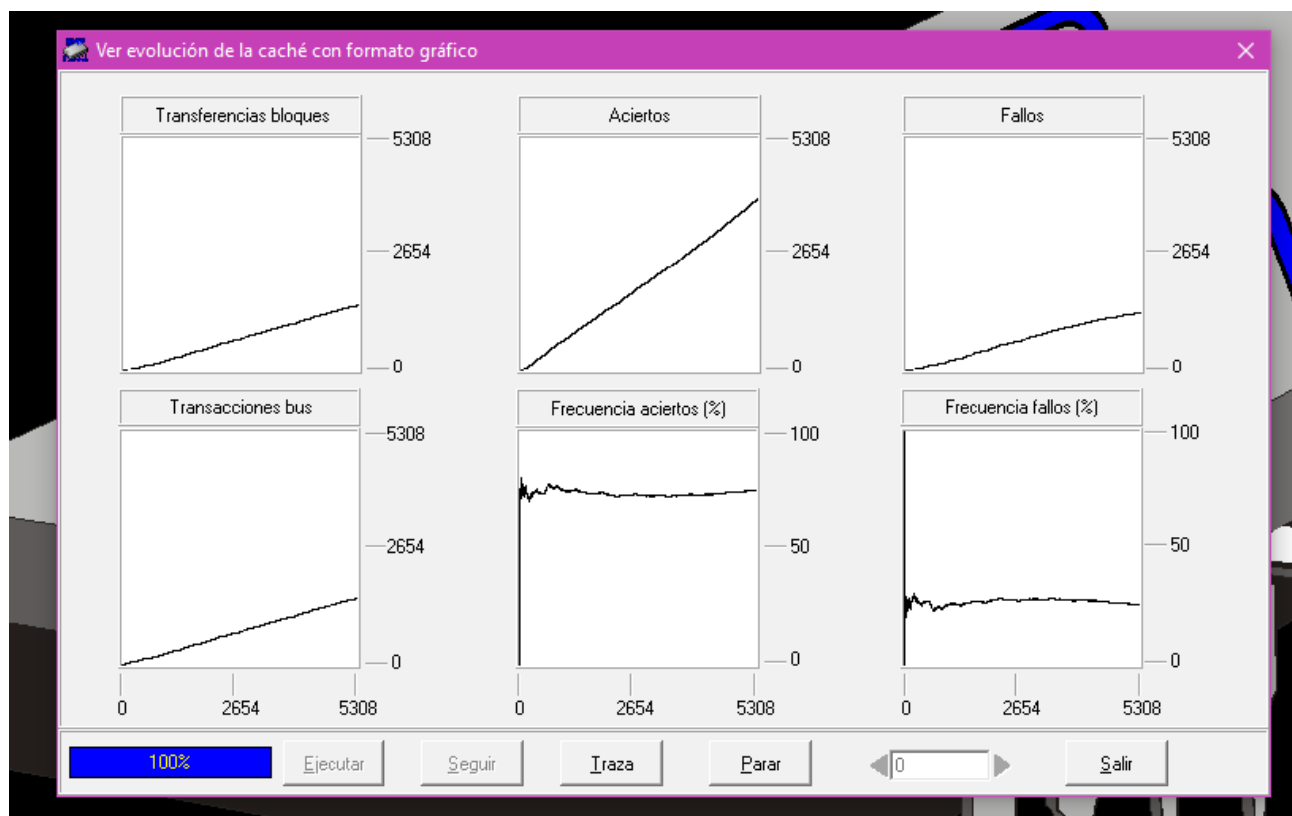 Ver evolución de la caché con formato gráfico
Transferencias bloques
5308
2654
0
Aciertos
5308
2654
0
Fallos
5308
2654
0
Transacciones bus
5308
2654
0
0 2654 5308
Frecuencia aciertos (%)
100
50
0
0 2654 5308
Frecuencia fallos (%)
100
50
0
0 2654 5308
100% Ejecutar Seguir Traza Parar 0 Salir